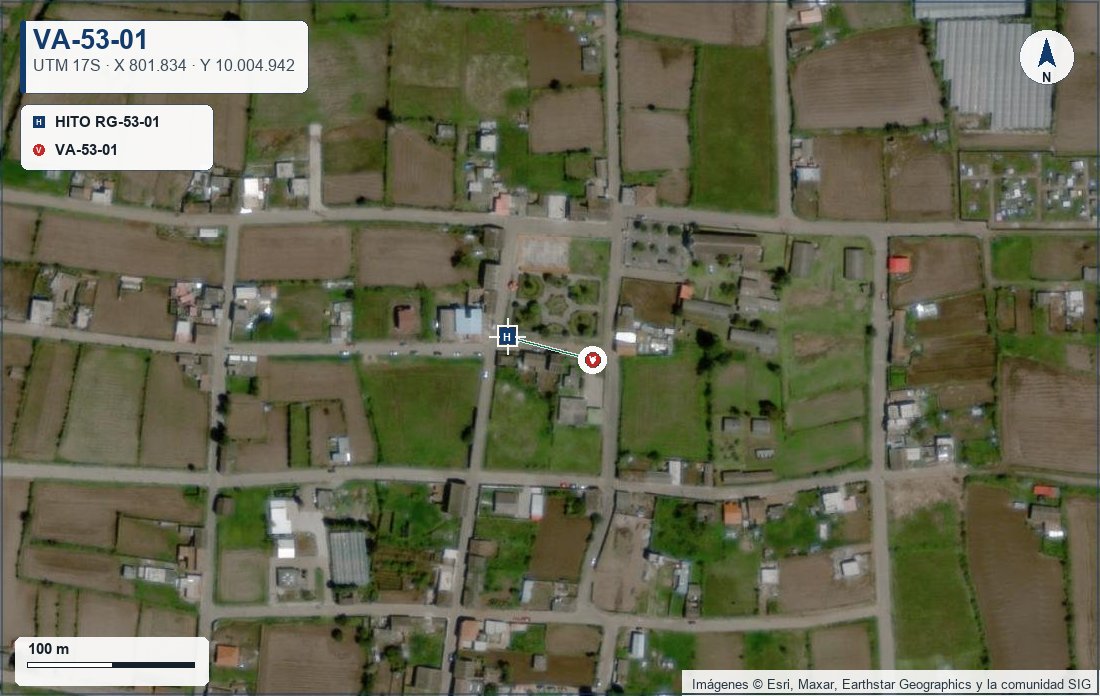 VA-53-01
UTM 17S · X 801.834 · Y 10.004.942
H HITO RG-53-01
V VA-53-01
N
H
V
100 m
Imágenes © Esri, Maxar, Earthstar Geographics y la comunidad SIG